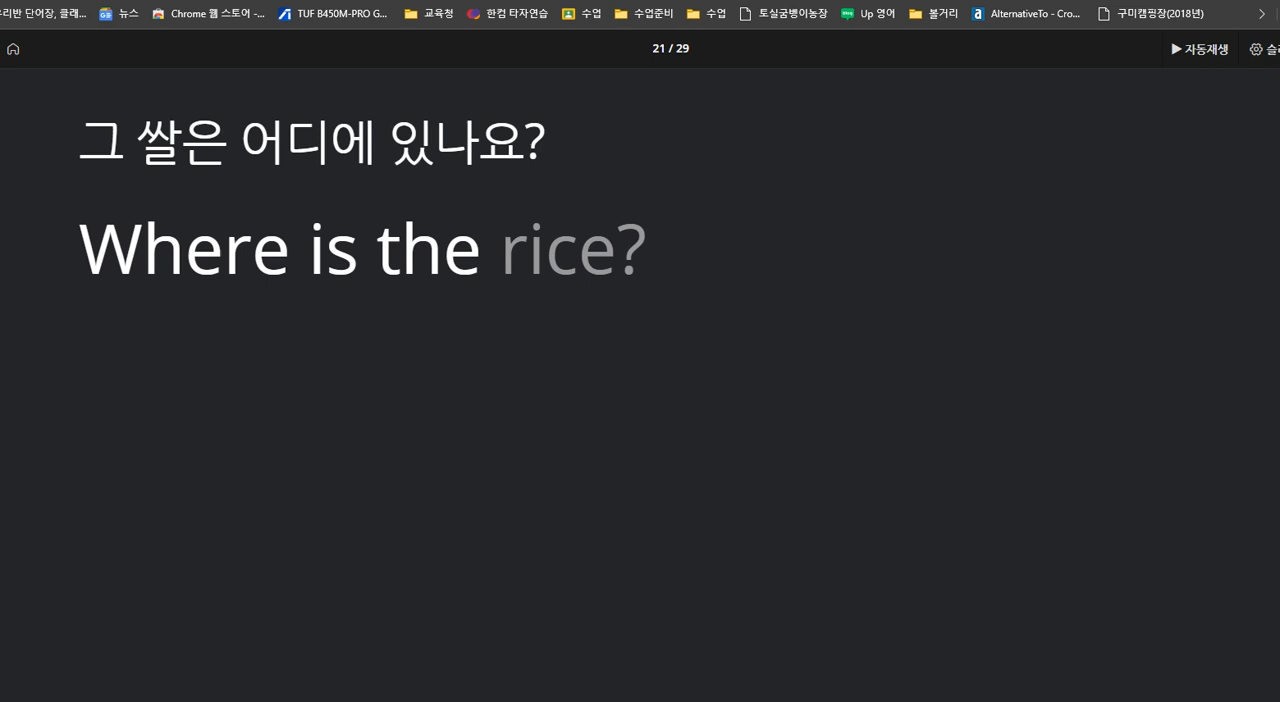 우리반 단어장, 클래... 뉴스 Chrome 웹 스토어 -... TUF B450M-PRO G... 교육청 한컴 타자연습 수업 수업준비 수업 토실굼벵이농장 Up 영어 볼거리 AlternativeTo - Cro... 구미캠핑장(2018년)
21 / 29 자동재생
그 쌀은 어디에 있나요?
Where is the rice?